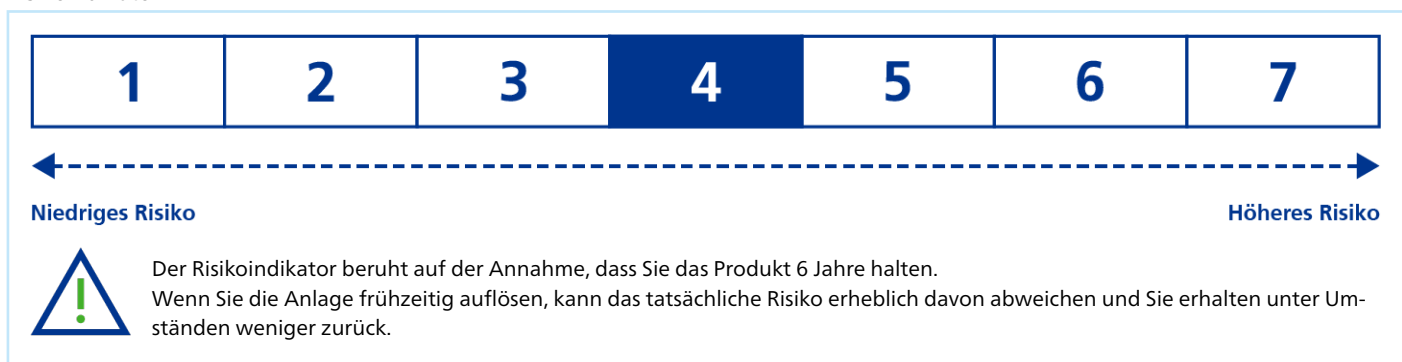 1 2 3 4 5 6 7
Niedriges Risiko Höheres Risiko
Der Risikoindikator beruht auf der Annahme, dass Sie das Produkt 6 Jahre halten.
Wenn Sie die Anlage frühzeitig auflösen, kann das tatsächliche Risiko erheblich davon abweichen und Sie erhalten unter Um-
ständen weniger zurück.